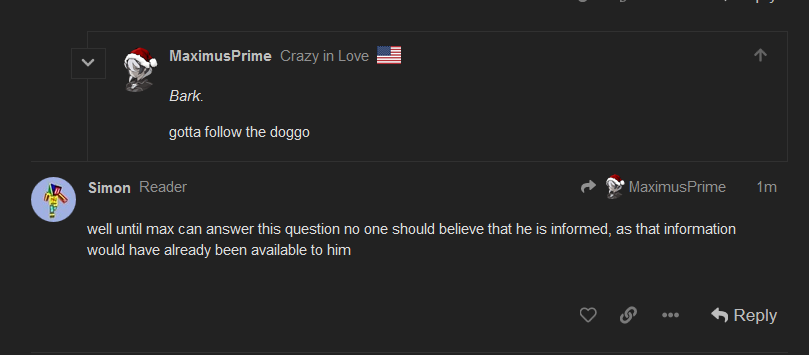 MaximusPrime Crazy in Love
Bark.
gotta follow the doggo
Simon Reader
MaximusPrime 1m
well until max can answer this question no one should believe that he is informed, as that information
would have already been available to him
Reply